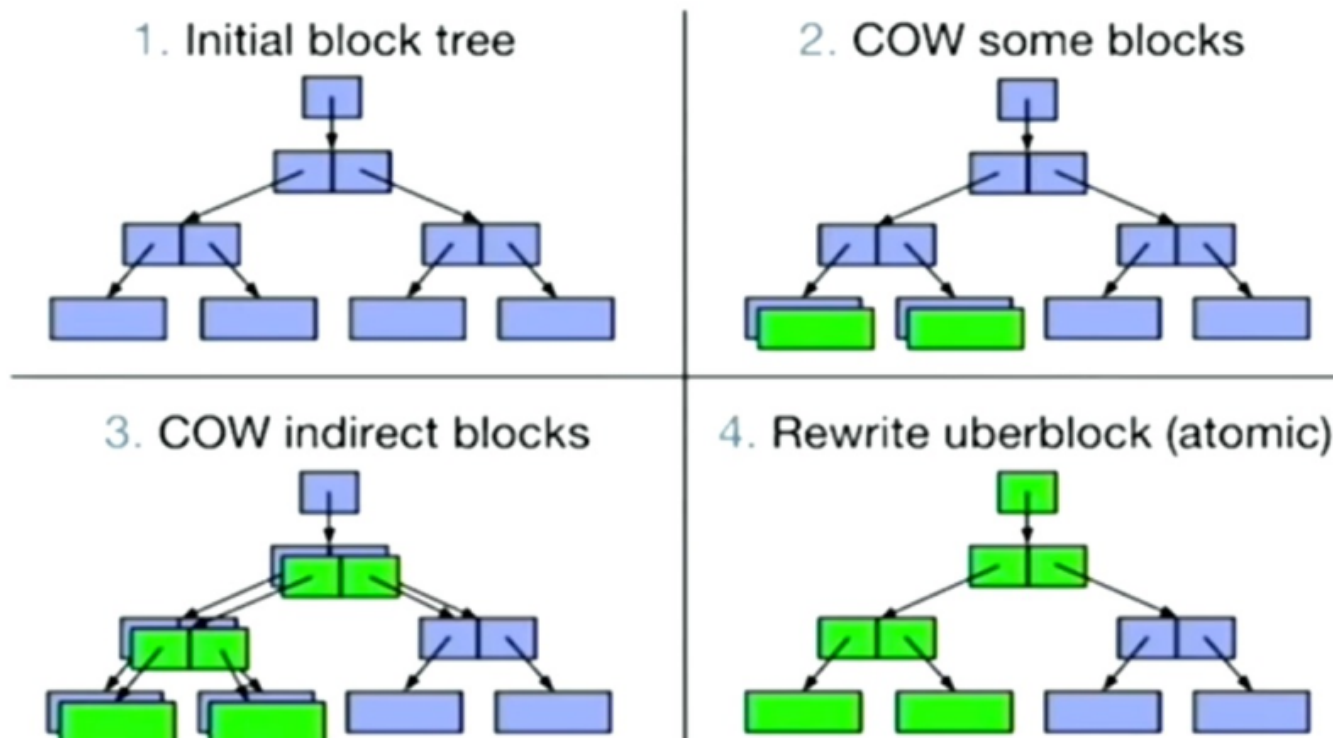 1. Initial block tree
2. COW some blocks
3. COW indirect blocks
4. Rewrite uberblock (atomic)